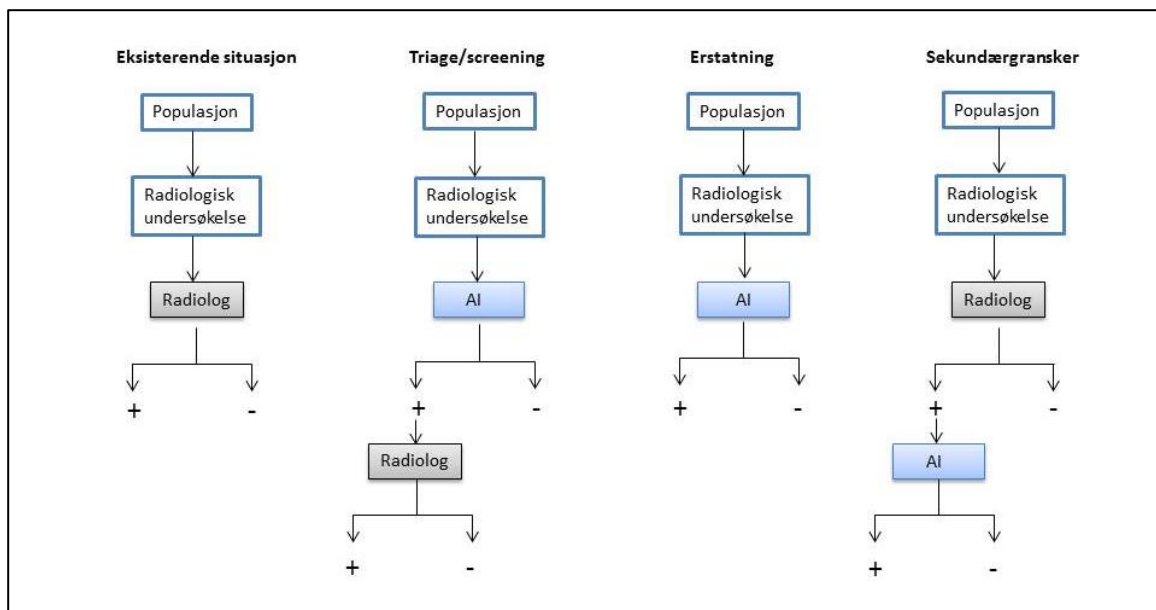 Eksisterende situasjon
Populasjon
Radiologisk
undersøkelse
Radiolog
+ -
Triage/screening
Populasjon
Radiologisk
undersøkelse
AI
+ -
Radiolog
+ -
Erstatning
Populasjon
Radiologisk
undersøkelse
AI
+ -
Sekundærgransker
Populasjon
Radiologisk
undersøkelse
Radiolog
+ -
AI
+ -